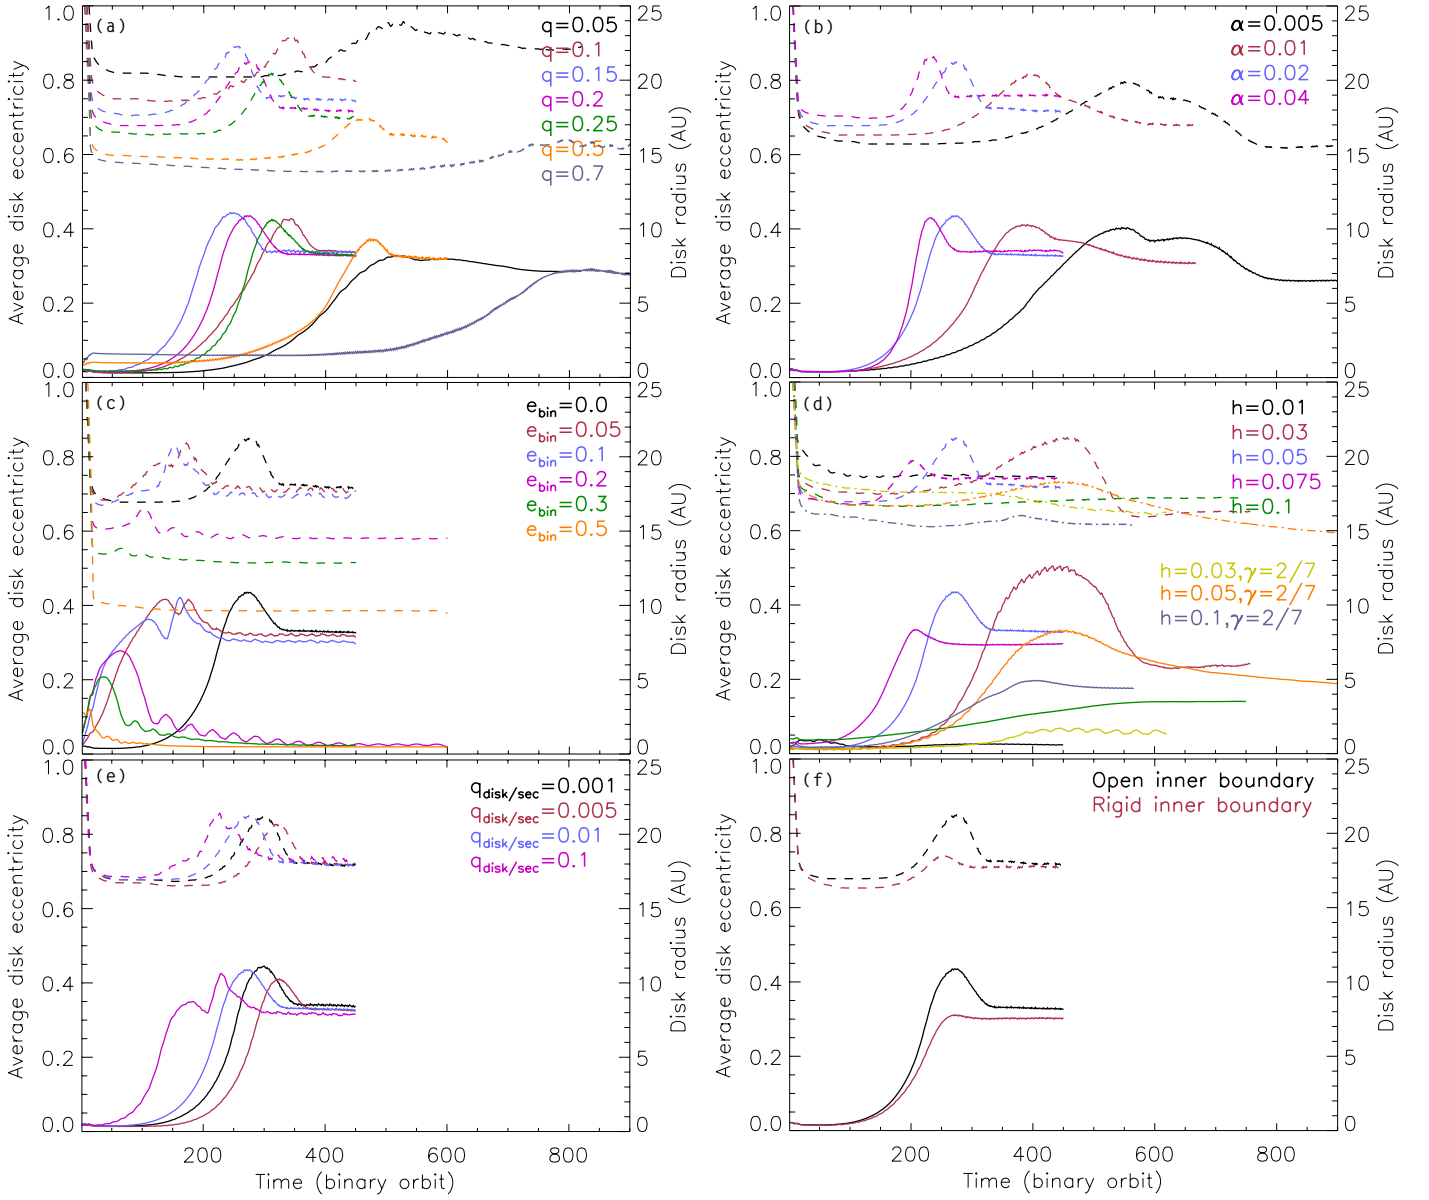 (a)
q=0.05
q=0.1
q=0.15
q=0.2
q=0.25
q=0.5
q=0.7
1.0
0.8
0.6
0.4
0.2
0.0
Average disk eccentricity
25
20
15
10
5
0
Disk radius (AU)
(b)
α=0.005
α=0.01
α=0.02
α=0.04
1.0
0.8
0.6
0.4
0.2
0.0
Average disk eccentricity
25
20
15
10
5
0
Disk radius (AU)
(c)
e_bin=0.0
e_bin=0.05
e_bin=0.1
e_bin=0.2
e_bin=0.3
e_bin=0.5
1.0
0.8
0.6
0.4
0.2
0.0
Average disk eccentricity
25
20
15
10
5
0
Disk radius (AU)
(d)
h=0.01
h=0.03
h=0.05
h=0.075
h=0.1
h=0.03,γ=2/7
h=0.05,γ=2/7
h=0.1,γ=2/7
1.0
0.8
0.6
0.4
0.2
0.0
Average disk eccentricity
25
20
15
10
5
0
Disk radius (AU)
(e)
q_disk/sec=0.001
q_disk/sec=0.005
q_disk/sec=0.01
q_disk/sec=0.1
1.0
0.8
0.6
0.4
0.2
0.0
Average disk eccentricity
25
20
15
10
5
0
Disk radius (AU)
200 400 600 800
Time (binary orbit)
(f)
Open inner boundary
Rigid inner boundary
1.0
0.8
0.6
0.4
0.2
0.0
Average disk eccentricity
25
20
15
10
5
0
Disk radius (AU)
200 400 600 800
Time (binary orbit)